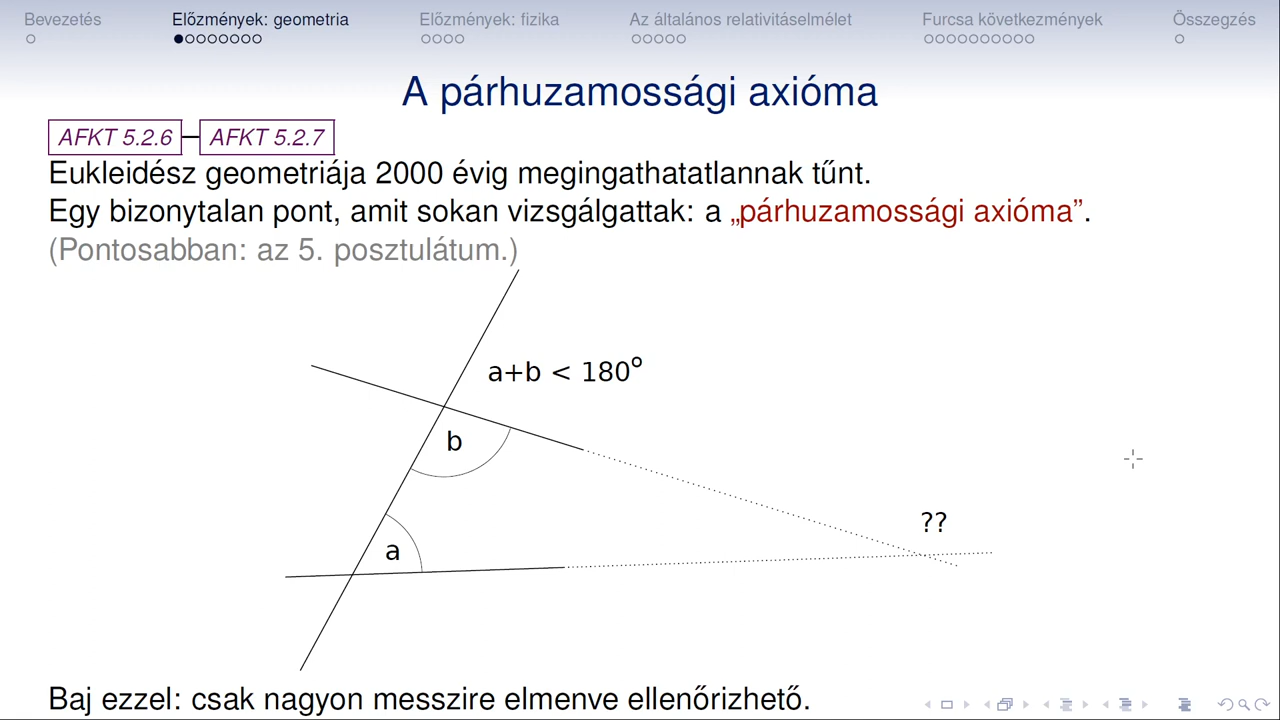 Bevezetés Előzmények: geometria Előzmények: fizika Az általános relativitáselmélet Furcsa következmények Összegzés
A párhuzamossági axióma
AFKT 5.2.6 – AFKT 5.2.7
Eukleidész geometriája 2000 évig megingathatatlannak tűnt.
Egy bizonytalan pont, amit sokan vizsgálgattak: a „párhuzamossági axióma”.
(Pontosabban: az 5. posztulátum.)
a+b < 180°
b
??
a
Baj ezzel: csak nagyon messzire elmenve ellenőrizhető.